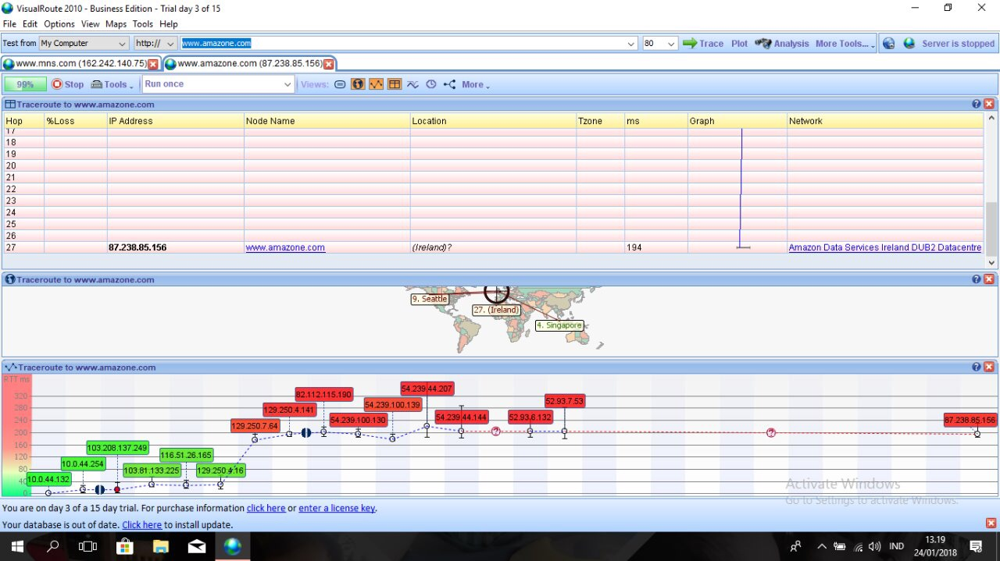 VisualRoute 2010 - Business Edition - Trial day 3 of 15
File Edit Options View Maps Tools Help
Test from My Computer http:// www.amazone.com 80 Trace Plot Analysis More Tools... Server is stopped
www.mns.com (162.242.140.75) www.amazone.com (87.238.85.156)
99% Stop Tools Run once Views: More
Traceroute to www.amazone.com
Hop %Loss IP Address Node Name Location Tzone ms Graph Network
17
18
19
20
21
22
23
24
25
26
27 87.238.85.156 www.amazone.com (Ireland)? 194 Amazon Data Services Ireland DUB2 Datacentre
Traceroute to www.amazone.com
9. Seattle
27. (Ireland)
4. Singapore
Traceroute to www.amazone.com
RTT ms
320
280
240
200
160
120
80
40
0
10.0.44.132
10.0.44.254
103.208.137.249
103.81.133.225
116.51.26.165
129.250.4.16
129.250.7.64
129.250.4.141
82.112.115.190
54.239.100.130
54.239.100.139
54.239.44.207
54.239.44.144
?
52.93.6.132
52.93.7.53
?
87.238.85.156
Activate Windows
Go to Settings to activate Windows.
You are on day 3 of a 15 day trial. For purchase information click here or enter a license key.
Your database is out of date. Click here to install update.
IND
13.19
24/01/2018